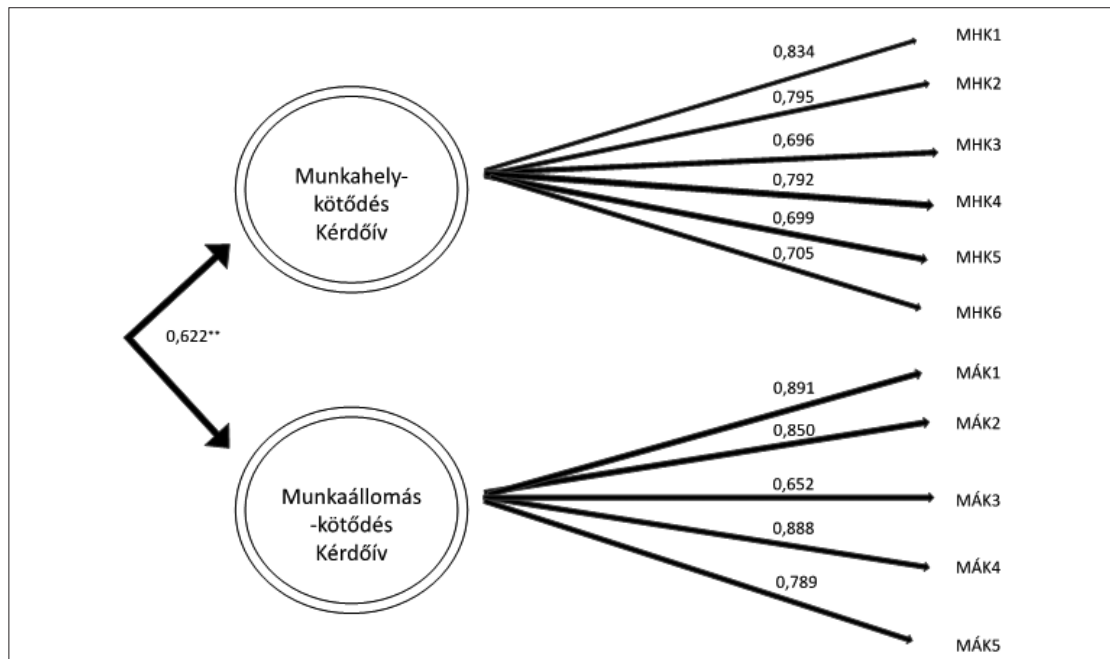 Munkahely-
kötődés
Kérdőív
0,834
MHK1
0,795
MHK2
0,696
MHK3
0,792
MHK4
0,699
MHK5
0,705
MHK6
0,622**
Munkaállomás
-kötődés
Kérdőív
0,891
MÁK1
0,850
MÁK2
0,652
MÁK3
0,888
MÁK4
0,789
MÁK5